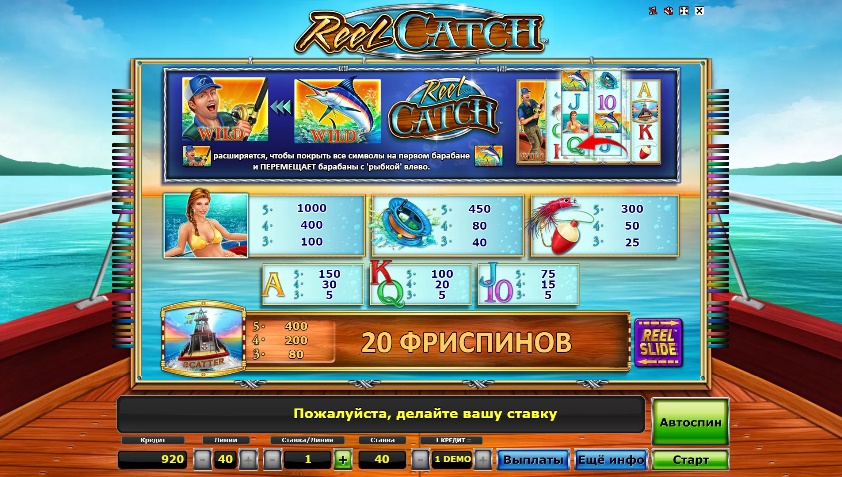 Reel CATCH
WILD
WILD
Reel
CATCH
J 10 A
K K
Q J
расширяется, чтобы покрыть все символы на первом барабане
и ПЕРЕМЕЩАЕТ барабаны с 'рыбкой' влево.
5- 1000
4- 400
3- 100
5- 450
4- 80
3- 40
5- 300
4- 50
3- 25
A
5- 150
4- 30
3- 5
K
Q
5- 100
4- 20
3- 5
J
10
5- 75
4- 15
3- 5
SCATTER
5- 400
4- 200
3- 80
20 ФРИСПИНОВ
REEL
SLIDE
Пожалуйста, делайте вашу ставку
Автоспин
Кредит Линии Ставка/Линия Ставка 1 КРЕДИТ =
920 - 40 + - 1 + 40 - 1 DEMO + Выплаты Ещё инфо Старт